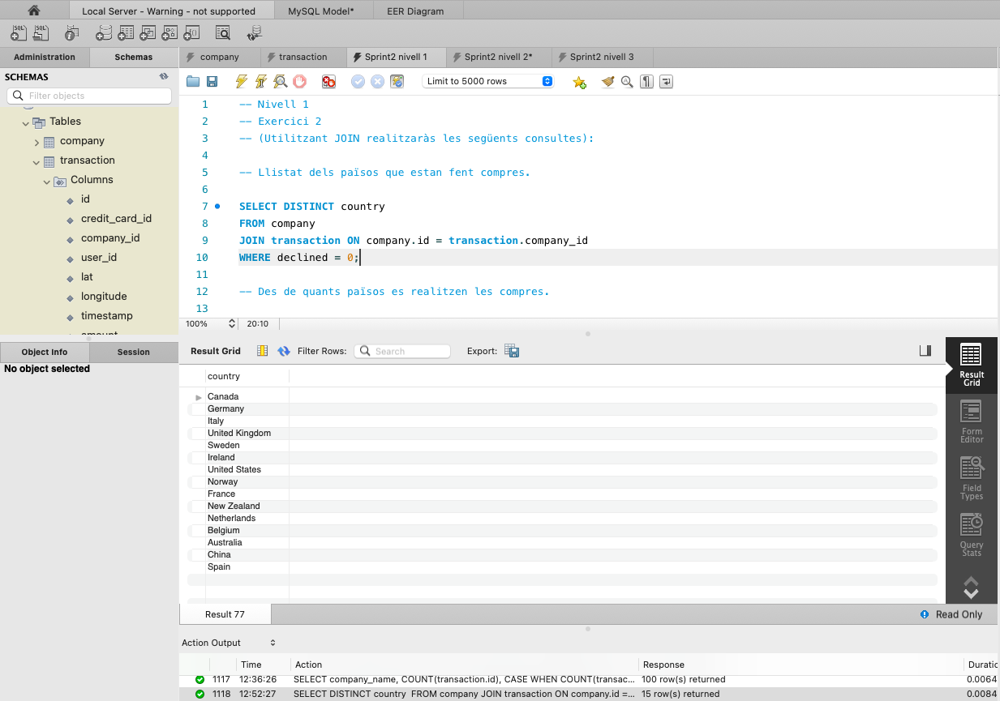 Local Server - Warning - not supported
MySQL Model*
EER Diagram
Administration
Schemas
company
transaction
Sprint2 nivell 1
Sprint2 nivell 2*
Sprint2 nivell 3
SCHEMAS
Filter objects
Tables
company
transaction
Columns
id
credit_card_id
company_id
user_id
lat
longitude
timestamp
amount
Limit to 5000 rows
1 -- Nivell 1
2 -- Exercici 2
3 -- (Utilitzant JOIN realitzaràs les següents consultes):
4
5 -- Llistat dels països que estan fent compres.
6
7 SELECT DISTINCT country
8 FROM company
9 JOIN transaction ON company.id = transaction.company_id
10 WHERE declined = 0;
11
12 -- Des de quants països es realitzen les compres.
13
100%
20:10
Object Info
Session
No object selected
Result Grid
Filter Rows:
Search
Export:
country
Canada
Germany
Italy
United Kingdom
Sweden
Ireland
United States
Norway
France
New Zealand
Netherlands
Belgium
Australia
China
Spain
Result
Grid
Form
Editor
Field
Types
Query
Stats
Result 77
Read Only
Action Output
Time Action Response Duratic
1117 12:36:26 SELECT company_name, COUNT(transaction.id), CASE WHEN COUNT(transac... 100 row(s) returned 0.0064
1118 12:52:27 SELECT DISTINCT country FROM company JOIN transaction ON company.id =... 15 row(s) returned 0.0084